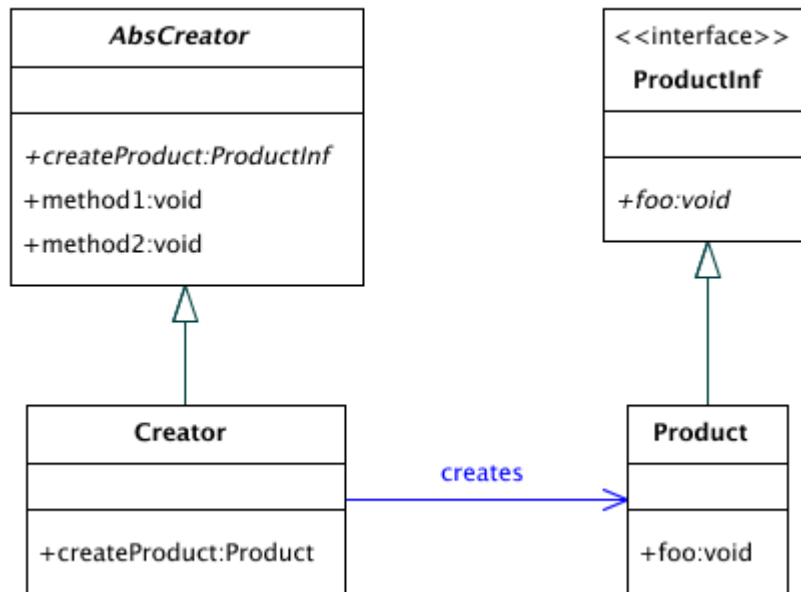 AbsCreator
+createProduct:ProductInf
+method1:void
+method2:void
<<interface>>
ProductInf
+foo:void
Creator
+createProduct:Product
creates
Product
+foo:void